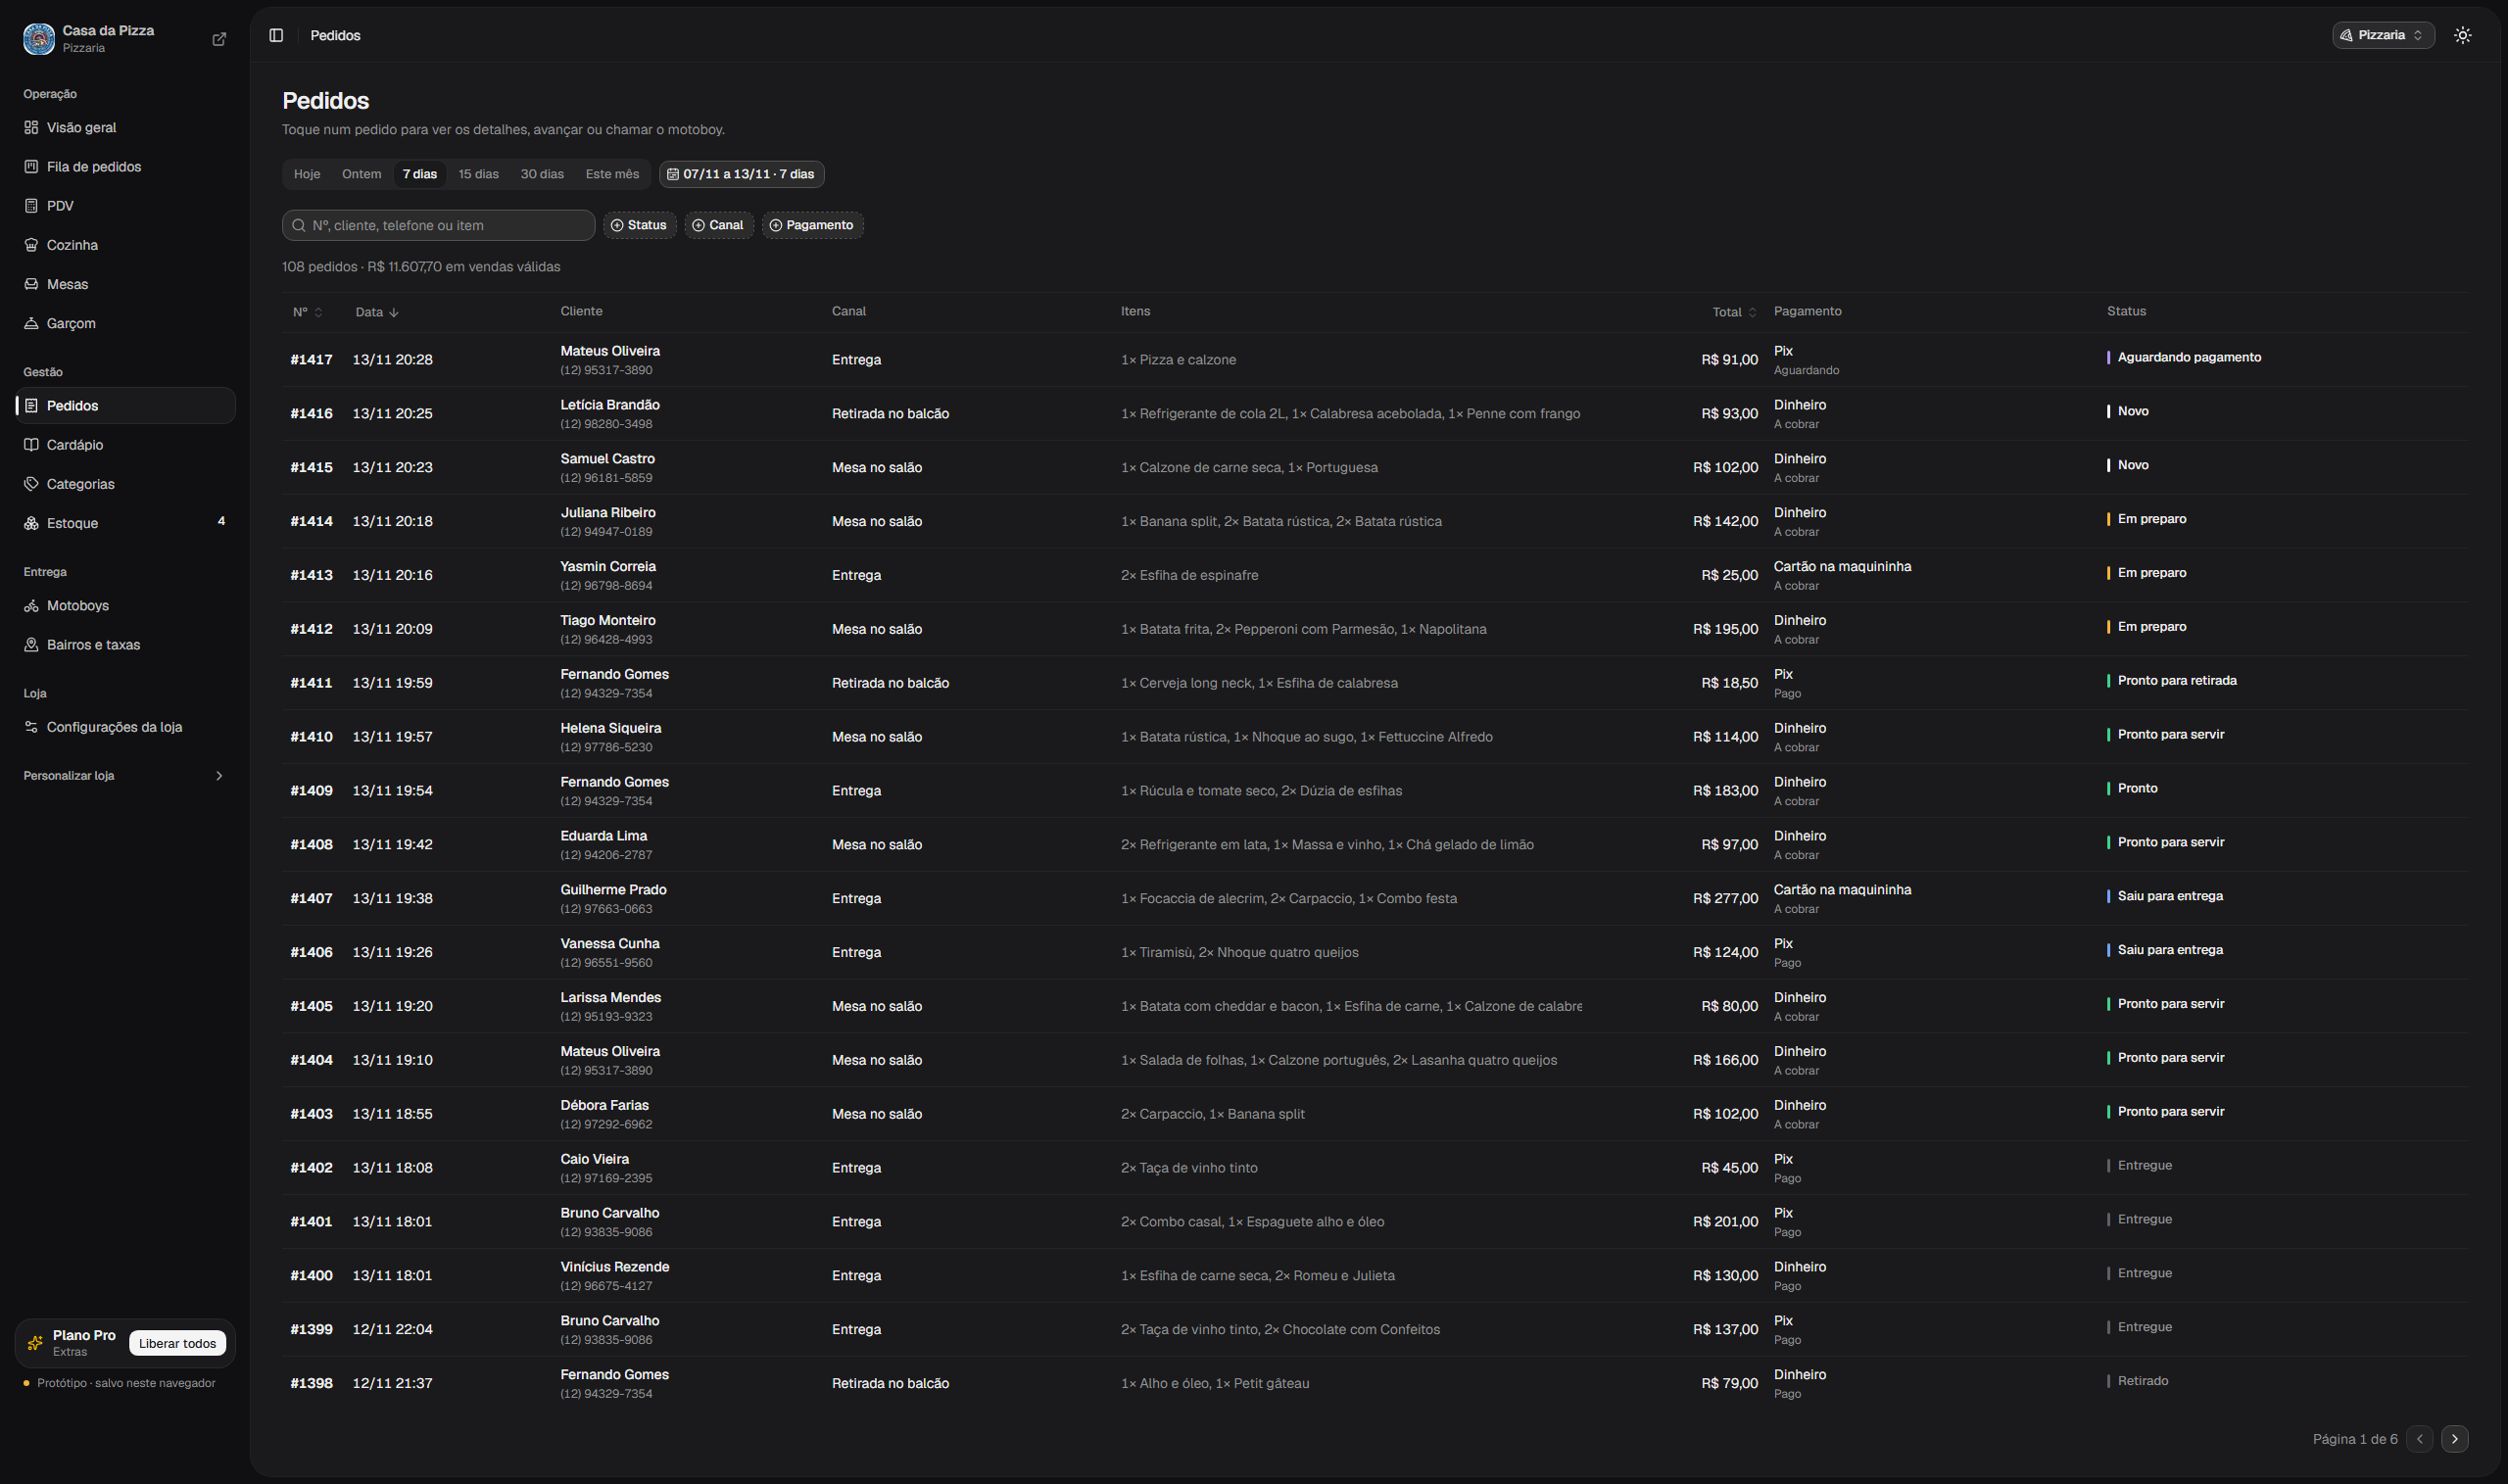 Casa da Pizza
Pizzaria
Operação
Visão geral
Fila de pedidos
PDV
Cozinha
Mesas
Garçom
Gestão
Pedidos
Cardápio
Categorias
Estoque 4
Entrega
Motoboys
Bairros e taxas
Loja
Configurações da loja
Personalizar loja
Plano Pro
Extras
Liberar todos
Protótipo · salvo neste navegador
Pedidos
Pizzaria
Pedidos
Toque num pedido para ver os detalhes, avançar ou chamar o motoboy.
Hoje Ontem 7 dias 15 dias 30 dias Este mês 07/11 a 13/11 · 7 dias
Nº, cliente, telefone ou item Status Canal Pagamento
108 pedidos · R$ 11.607,70 em vendas válidas
Nº Data Cliente Canal Itens Total Pagamento Status
#1417 13/11 20:28 Mateus Oliveira (12) 95317-3890 Entrega 1× Pizza e calzone R$ 91,00 Pix Aguardando Aguardando pagamento
#1416 13/11 20:25 Letícia Brandão (12) 98280-3498 Retirada no balcão 1× Refrigerante de cola 2L, 1× Calabresa acebolada, 1× Penne com frango R$ 93,00 Dinheiro A cobrar Novo
#1415 13/11 20:23 Samuel Castro (12) 96181-5859 Mesa no salão 1× Calzone de carne seca, 1× Portuguesa R$ 102,00 Dinheiro A cobrar Novo
#1414 13/11 20:18 Juliana Ribeiro (12) 94947-0189 Mesa no salão 1× Banana split, 2× Batata rústica, 2× Batata rústica R$ 142,00 Dinheiro A cobrar Em preparo
#1413 13/11 20:16 Yasmin Correia (12) 96798-8694 Entrega 2× Esfiha de espinafre R$ 25,00 Cartão na maquininha A cobrar Em preparo
#1412 13/11 20:09 Tiago Monteiro (12) 96428-4993 Mesa no salão 1× Batata frita, 2× Pepperoni com Parmesão, 1× Napolitana R$ 195,00 Dinheiro A cobrar Em preparo
#1411 13/11 19:59 Fernando Gomes (12) 94329-7354 Retirada no balcão 1× Cerveja long neck, 1× Esfiha de calabresa R$ 18,50 Pix Pago Pronto para retirada
#1410 13/11 19:57 Helena Siqueira (12) 97786-5230 Mesa no salão 1× Batata rústica, 1× Nhoque ao sugo, 1× Fettuccine Alfredo R$ 114,00 Dinheiro A cobrar Pronto para servir
#1409 13/11 19:54 Fernando Gomes (12) 94329-7354 Entrega 1× Rúcula e tomate seco, 2× Dúzia de esfihas R$ 183,00 Dinheiro A cobrar Pronto
#1408 13/11 19:42 Eduarda Lima (12) 94206-2787 Mesa no salão 2× Refrigerante em lata, 1× Massa e vinho, 1× Chá gelado de limão R$ 97,00 Dinheiro A cobrar Pronto para servir
#1407 13/11 19:38 Guilherme Prado (12) 97663-0663 Entrega 1× Focaccia de alecrim, 2× Carpaccio, 1× Combo festa R$ 277,00 Cartão na maquininha A cobrar Saiu para entrega
#1406 13/11 19:26 Vanessa Cunha (12) 96551-9560 Entrega 1× Tiramisù, 2× Nhoque quatro queijos R$ 124,00 Pix Pago Saiu para entrega
#1405 13/11 19:20 Larissa Mendes (12) 95193-9323 Mesa no salão 1× Batata com cheddar e bacon, 1× Esfiha de carne, 1× Calzone de calabre R$ 80,00 Dinheiro A cobrar Pronto para servir
#1404 13/11 19:10 Mateus Oliveira (12) 95317-3890 Mesa no salão 1× Salada de folhas, 1× Calzone português, 2× Lasanha quatro queijos R$ 166,00 Dinheiro A cobrar Pronto para servir
#1403 13/11 18:55 Débora Farias (12) 97292-6962 Mesa no salão 2× Carpaccio, 1× Banana split R$ 102,00 Dinheiro A cobrar Pronto para servir
#1402 13/11 18:08 Caio Vieira (12) 97169-2395 Entrega 2× Taça de vinho tinto R$ 45,00 Pix Pago Entregue
#1401 13/11 18:01 Bruno Carvalho (12) 93835-9086 Entrega 2× Combo casal, 1× Espaguete alho e óleo R$ 201,00 Pix Pago Entregue
#1400 13/11 18:01 Vinícius Rezende (12) 96675-4127 Entrega 1× Esfiha de carne seca, 2× Romeu e Julieta R$ 130,00 Dinheiro Pago Entregue
#1399 12/11 22:04 Bruno Carvalho (12) 93835-9086 Entrega 2× Taça de vinho tinto, 2× Chocolate com Confeitos R$ 137,00 Pix Pago Entregue
#1398 12/11 21:37 Fernando Gomes (12) 94329-7354 Retirada no balcão 1× Alho e óleo, 1× Petit gâteau R$ 79,00 Dinheiro Pago Retirado
Página 1 de 6